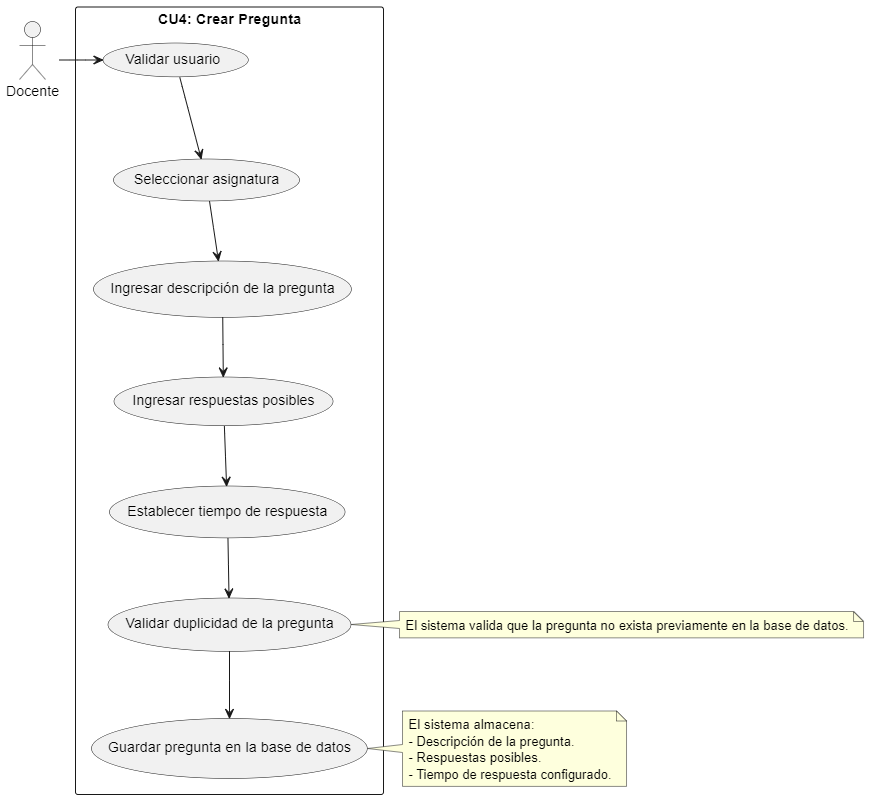 CU4: Crear Pregunta
Docente
Validar usuario
Seleccionar asignatura
Ingresar descripción de la pregunta
Ingresar respuestas posibles
Establecer tiempo de respuesta
Validar duplicidad de la pregunta
El sistema valida que la pregunta no exista previamente en la base de datos.
Guardar pregunta en la base de datos
El sistema almacena:
- Descripción de la pregunta.
- Respuestas posibles.
- Tiempo de respuesta configurado.